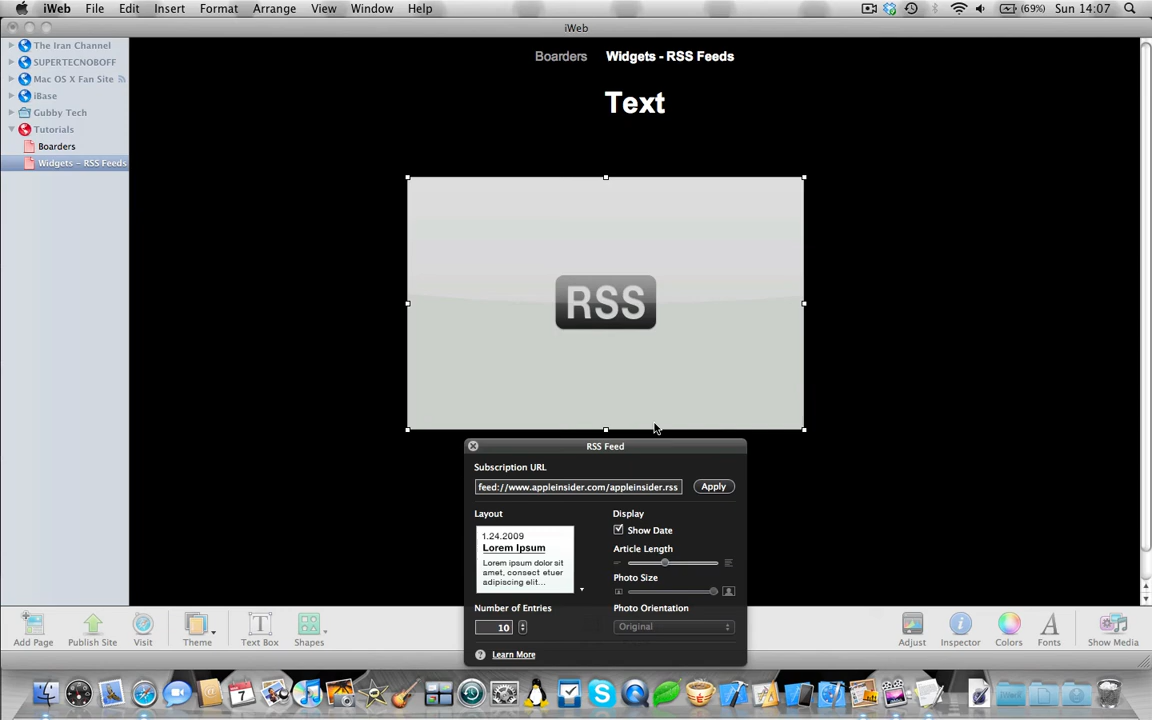 iWeb File Edit Insert Format Arrange View Window Help (69%) Sun 14:07
iWeb
The Iran Channel
SUPERTECNOBOFF
Mac OS X Fan Site
iBase
Gubby Tech
Tutorials
Boarders
Widgets - RSS Feeds
Boarders Widgets - RSS Feeds
Text
RSS
RSS Feed
Subscription URL
feed://www.appleinsider.com/appleinsider.rss Apply
Layout
1.24.2009
Lorem Ipsum
Lorem ipsum dolor sit
amet, consect etuer
adipiscing elit...
Number of Entries
10
Display
Show Date
Article Length
Photo Size
Photo Orientation
Original
? Learn More
Add Page Publish Site Visit Theme Text Box Shapes Adjust Inspector Colors Fonts Show Media
7